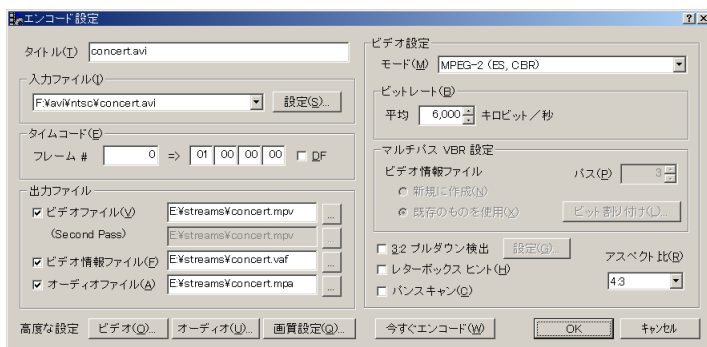 エンコード設定
タイトル(T) concert.avi
入力ファイル(I)
F:¥avi¥ntsc¥concert.avi 設定(S)...
タイムコード(E)
フレーム # 0 => 01 00 00 00 DF
出力ファイル
ビデオファイル(V) E:¥streams¥concert.mpv ...
(Second Pass) E:¥streams¥concert.mpv ...
ビデオ情報ファイル(F) E:¥streams¥concert.vaf ...
オーディオファイル(A) E:¥streams¥concert.mpa ...
高度な設定 ビデオ(O)... オーディオ(U)... 画質設定(Q)...
ビデオ設定
モード(M) MPEG-2 (ES, CBR)
ビットレート(B)
平均 6,000 キロビット/秒
マルチパス VBR 設定
ビデオ情報ファイル パス(P) 3
新規に作成(N)
既存のものを使用(X) ビット割り付け(L)...
3:2 プルダウン検出 設定(G)...
レターボックス ヒント(H)
パンスキャン(C)
アスペクト比(R)
4:3
今すぐエンコード(W) OK キャンセル